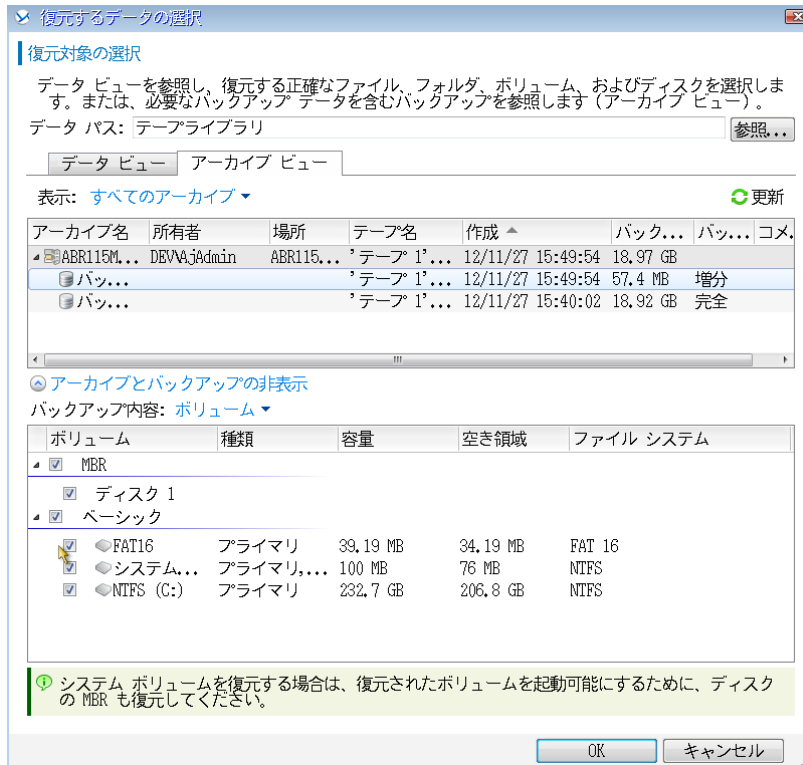 復元するデータの選択
復元対象の選択
データ ビューを参照し、復元する正確なファイル、フォルダ、ボリューム、およびディスクを選択しま
す。または、必要なバックアップ データを含むバックアップを参照します (アーカイブ ビュー) 。
データ パス: テープライブラリ 参照...
データ ビュー アーカイブ ビュー
表示: すべてのアーカイブ 更新
アーカイブ名 所有者 場所 テープ名 作成 バック... バッ... コメ.
ABR115M... DEV\AjAdmin ABR115... 'テープ 1'... 12/11/27 15:49:54 18.97 GB
バッ... 'テープ 1'... 12/11/27 15:49:54 57.4 MB 増分
バッ... 'テープ 1'... 12/11/27 15:40:02 18.92 GB 完全
アーカイブとバックアップの非表示
バックアップ内容: ボリューム
ボリューム 種類 容量 空き領域 ファイル システム
MBR
ディスク 1
ベーシック
FAT16 プライマリ 39.19 MB 34.19 MB FAT 16
システム... プライマリ,... 100 MB 76 MB NTFS
NTFS (C:) プライマリ 232.7 GB 206.8 GB NTFS
システム ボリュームを復元する場合は、復元されたボリュームを起動可能にするために、ディスク
の MBR も復元してください。
OK キャンセル